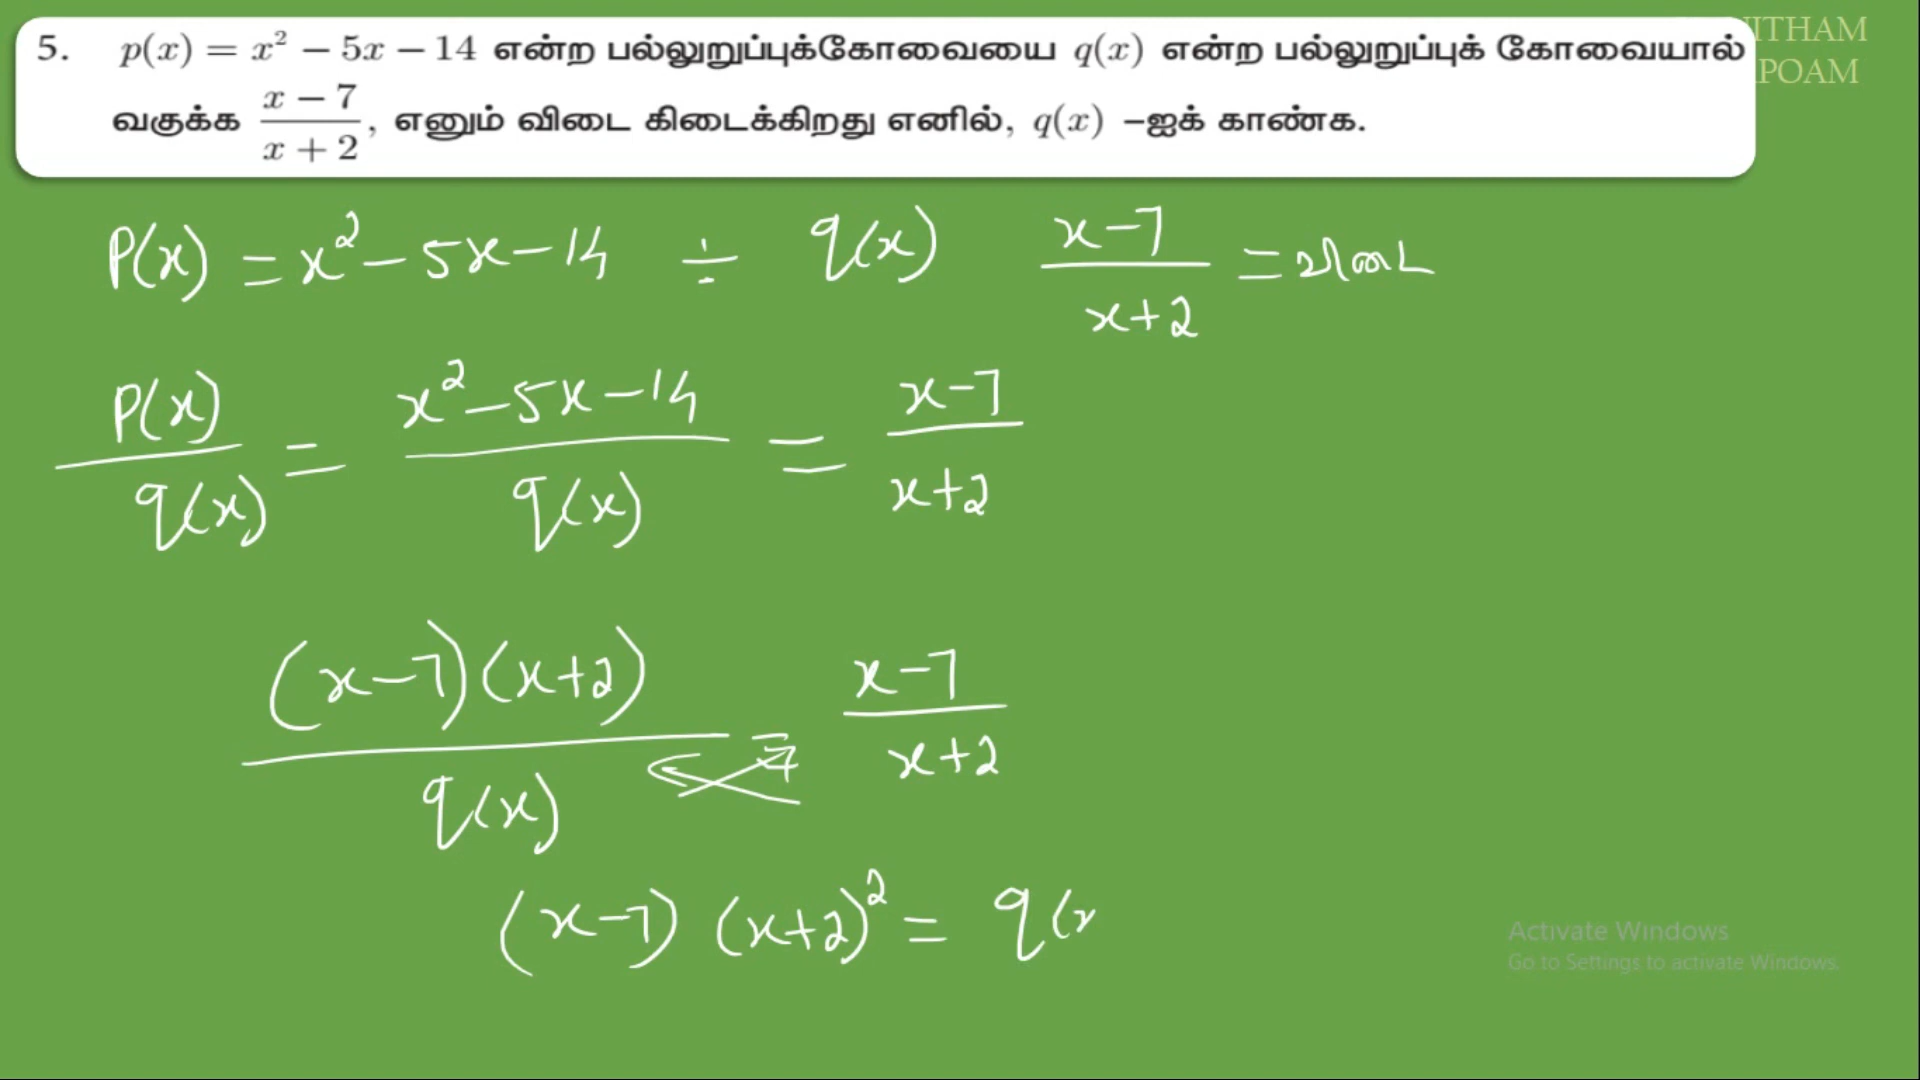 5. p(x) = x² − 5x − 14 என்ற பல்லுறுப்புக்கோவையை q(x) என்ற பல்லுறுப்புக் கோவையால்
வகுக்க (x − 7)/(x + 2), எனும் விடை கிடைக்கிறது எனில், q(x) −ஐக் காண்க.
ITHAM
POAM
P(x) = x² − 5x − 14 ÷ q(x) (x−7)/(x+2) = விடை
P(x)/q(x) = (x² − 5x − 14)/q(x) = (x−7)/(x+2)
(x−7)(x+2)/q(x) = (x−7)/(x+2)
(x−7) (x+2)² = q(x
Activate Windows
Go to Settings to activate Windows.